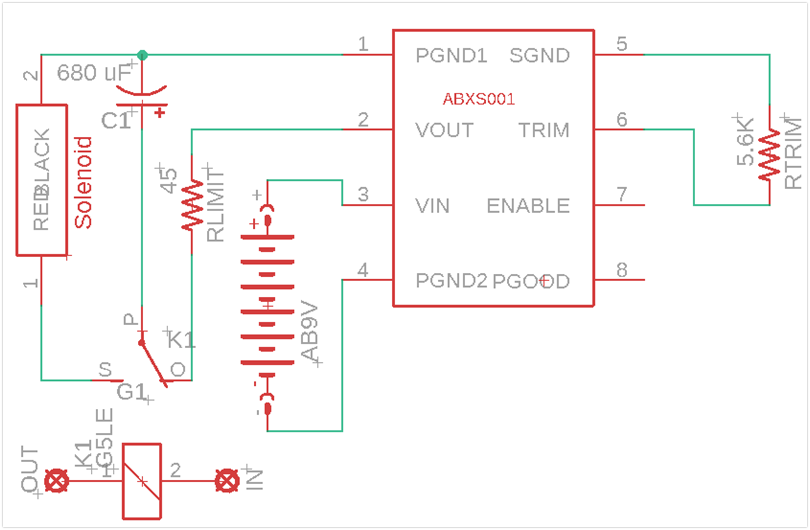 1
PGND1
SGND
5
2
680 uF
ABXS001
C1
2
VOUT
TRIM
6
5.6K
RTRIM
BLACK
RED
Solenoid
45
RLIMIT
3
VIN
ENABLE
7
+
+
4
PGND2
PGOOD
8
1
P
K1
AB9V
S
O
G1
-
-
K1
G5LE
OUT
1
2
IN